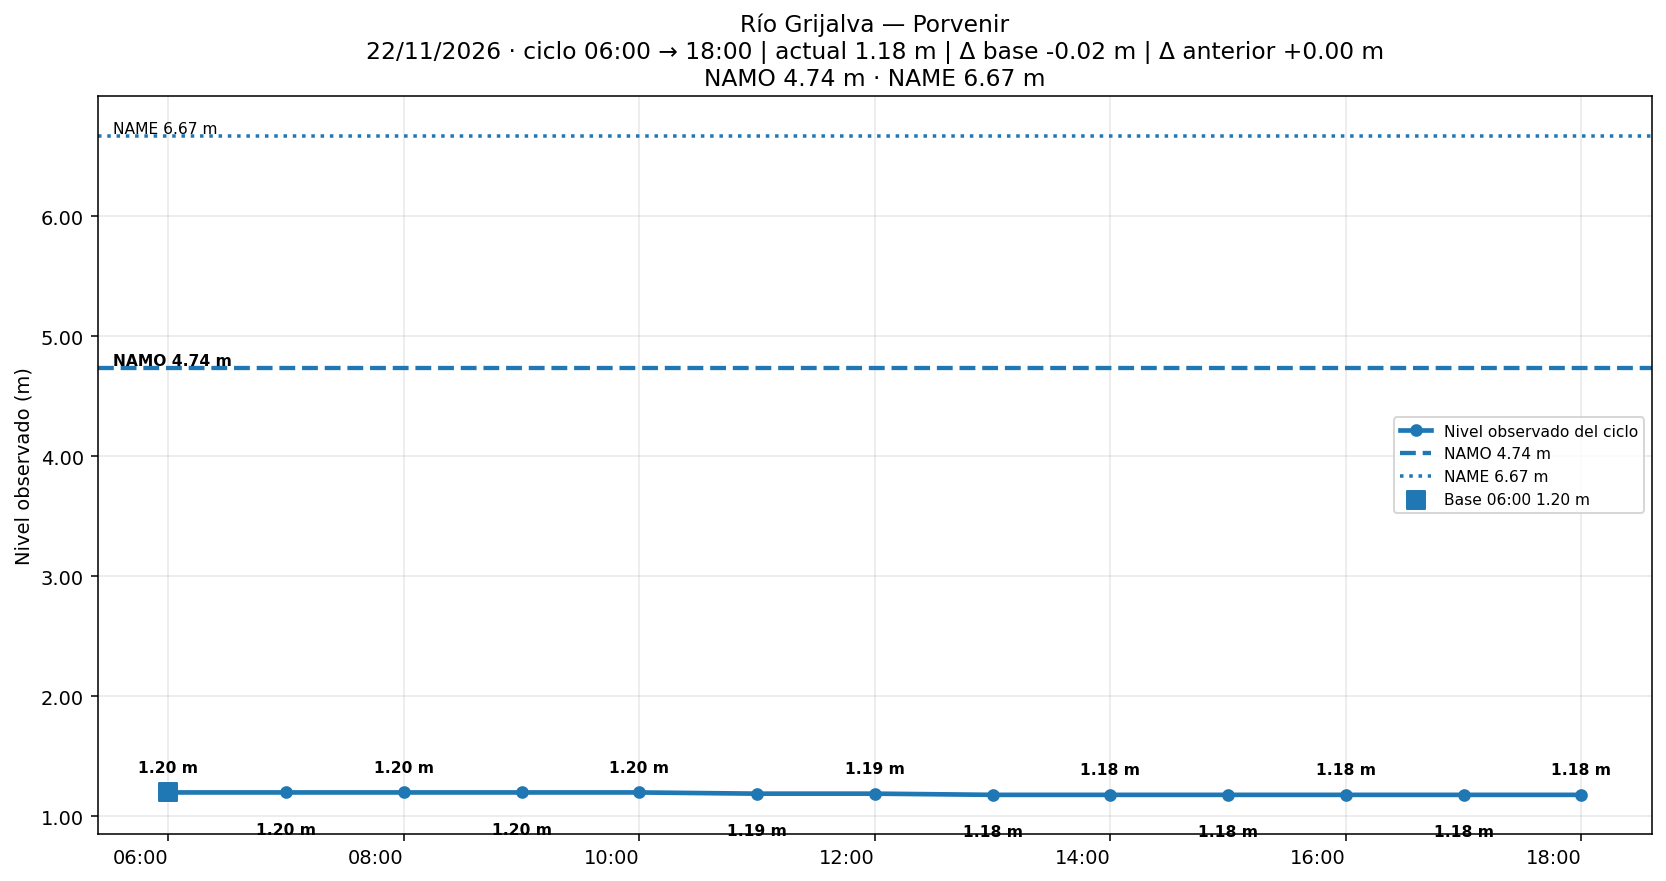 Río Grijalva — Porvenir
22/11/2026 · ciclo 06:00 → 18:00 | actual 1.18 m | Δ base -0.02 m | Δ anterior +0.00 m
NAMO 4.74 m · NAME 6.67 m
NAME 6.67 m
6.00
5.00
NAMO 4.74 m
Nivel observado (m)
4.00
Nivel observado del ciclo
NAMO 4.74 m
NAME 6.67 m
Base 06:00 1.20 m
3.00
2.00
1.20 m 1.20 m 1.20 m 1.19 m 1.18 m 1.18 m 1.18 m
1.00
1.20 m 1.20 m 1.19 m 1.18 m 1.18 m 1.18 m
06:00 08:00 10:00 12:00 14:00 16:00 18:00